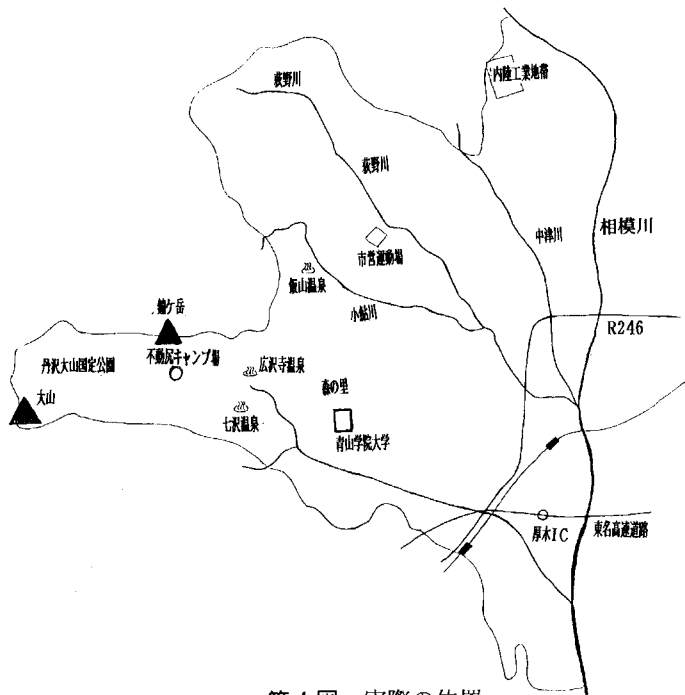 荻野川
内陸工業地帯
荻野川
相模川
中津川
市営運動場
飯山温泉
小鮎川
鐘ケ岳
R246
丹沢大山国定公園
不動尻キャンプ場
広沢寺温泉
大山
森の里
七沢温泉
青山学院大学
厚木IC
東名高速道路